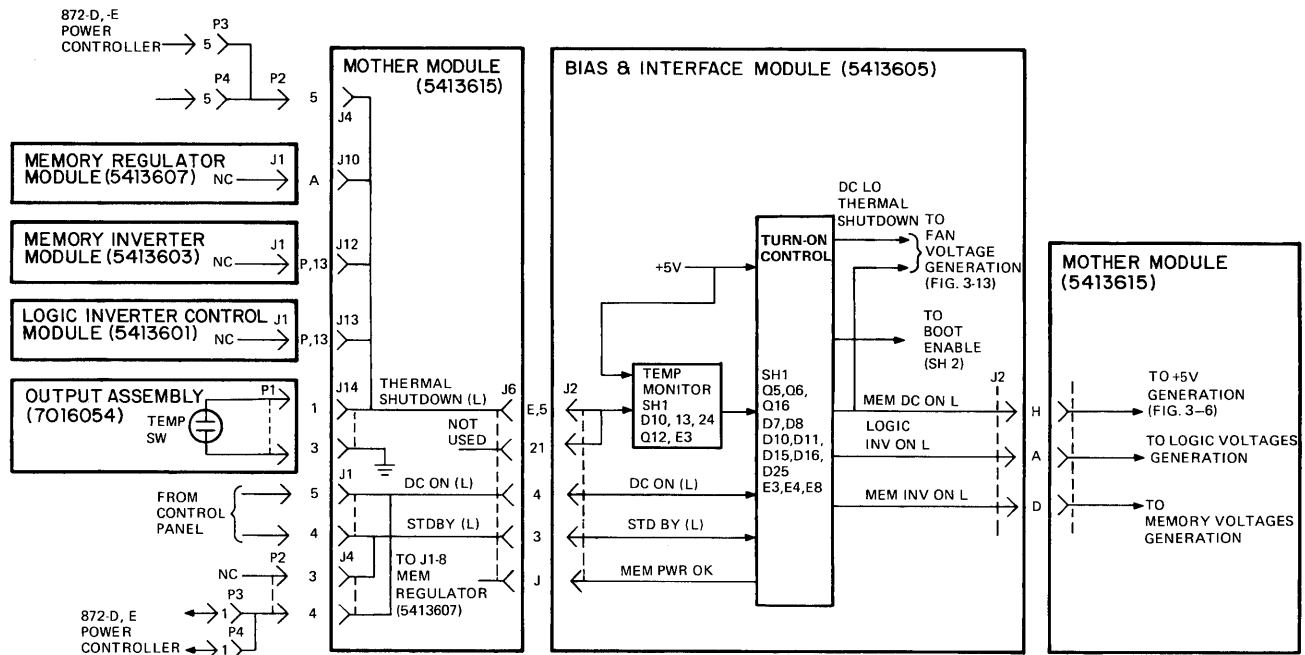 872-D, -E
POWER
CONTROLLER
P3
5
P4
5
P2
5
MOTHER MODULE
(5413615)
J4
MEMORY REGULATOR
MODULE (5413607)
NC
J1
A
J10
MEMORY INVERTER
MODULE (5413603)
NC
J1
P,13
J12
LOGIC INVERTER CONTROL
MODULE (5413601)
NC
J1
P,13
J13
OUTPUT ASSEMBLY
(7016054)
TEMP
SW
P1
1
3
J14
THERMAL
SHUTDOWN (L)
NOT
USED
J6
E,5
21
FROM
CONTROL
PANEL
5
4
J1
DC ON (L)
4
STDBY (L)
3
P2
NC
3
J4
4
TO J1-8
MEM
REGULATOR
(5413607)
J
872-D, E
POWER
CONTROLLER
P3
1
P4
1
BIAS & INTERFACE MODULE (5413605)
J2
+5V
TEMP
MONITOR
SH1
D10, 13, 24
Q12, E3
DC ON (L)
STD BY (L)
MEM PWR OK
TURN-ON
CONTROL
SH1
Q5,Q6,
Q16
D7,D8
D10,D11,
D15,D16,
D25
E3,E4,E8
DC LO
THERMAL
SHUTDOWN
TO
FAN
VOLTAGE
GENERATION
(FIG. 3-13)
TO
BOOT
ENABLE
(SH 2)
J2
MEM DC ON L
H
LOGIC
INV ON L
A
MEM INV ON L
D
MOTHER MODULE
(5413615)
TO +5V
GENERATION
(FIG. 3-6)
TO LOGIC VOLTAGES
GENERATION
TO
MEMORY VOLTAGES
GENERATION